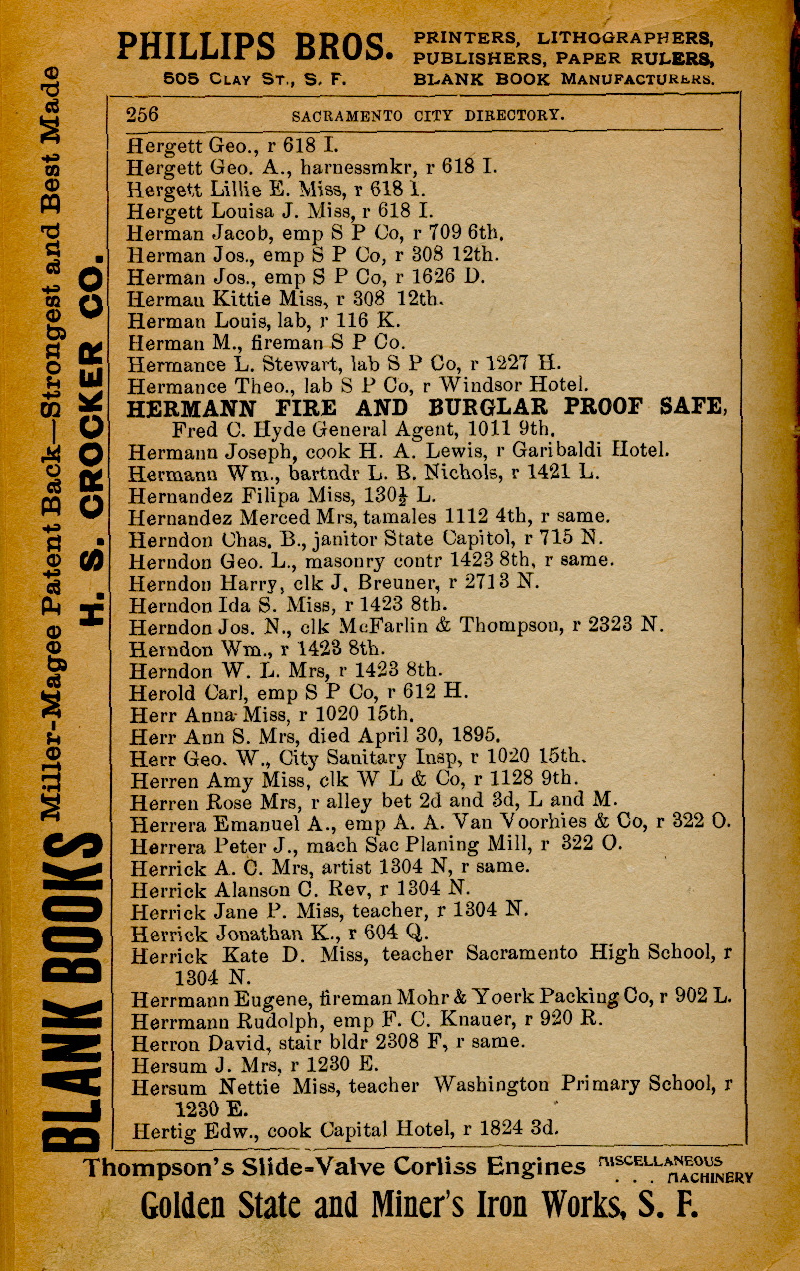 PHILLIPS BROS.
505 CLAY ST., S. F.
PRINTERS, LITHOGRAPHERS,
PUBLISHERS, PAPER RULERS,
BLANK BOOK MANUFACTURERS.
256 SACRAMENTO CITY DIRECTORY.
Hergett Geo., r 618 I.
Hergett Geo. A., harnessmkr, r 618 I.
Hergett Lillie E. Miss, r 618 I.
Hergett Louisa J. Miss, r 618 I.
Herman Jacob, emp S P Co, r 709 6th.
Herman Jos., emp S P Co, r 308 12th.
Herman Jos., emp S P Co, r 1626 D.
Herman Kittie Miss, r 308 12th.
Herman Louis, lab, r 116 K.
Herman M., fireman S P Co.
Hermance L. Stewart, lab S P Co, r 1227 H.
Hermance Theo., lab S P Co, r Windsor Hotel.
HERMANN FIRE AND BURGLAR PROOF SAFE,
Fred C. Hyde General Agent, 1011 9th.
Hermann Joseph, cook H. A. Lewis, r Garibaldi Hotel.
Hermann Wm., bartndr L. B. Nichols, r 1421 L.
Hernandez Filipa Miss, 130½ L.
Hernandez Merced Mrs, tamales 1112 4th, r same.
Herndon Chas. B., janitor State Capitol, r 715 N.
Herndon Geo. L., masonry contr 1423 8th, r same.
Herndon Harry, clk J. Breuner, r 2713 N.
Herndon Ida S. Miss, r 1423 8th.
Herndon Jos. N., clk McFarlin & Thompson, r 2323 N.
Herndon Wm., r 1423 8th.
Herndon W. L. Mrs, r 1423 8th.
Herold Carl, emp S P Co, r 612 H.
Herr Anna Miss, r 1020 15th.
Herr Ann S. Mrs, died April 30, 1895.
Herr Geo. W., City Sanitary Insp, r 1020 15th.
Herren Amy Miss, clk W L & Co, r 1128 9th.
Herren Rose Mrs, r alley bet 2d and 3d, L and M.
Herrera Emanuel A., emp A. A. Van Voorhies & Co, r 322 O.
Herrera Peter J., mach Sac Planing Mill, r 322 O.
Herrick A. C. Mrs, artist 1304 N, r same.
Herrick Alanson C. Rev, r 1304 N.
Herrick Jane P. Miss, teacher, r 1304 N.
Herrick Jonathan K., r 604 Q.
Herrick Kate D. Miss, teacher Sacramento High School, r
1304 N.
Herrmann Eugene, fireman Mohr & Yoerk Packing Co, r 902 L.
Herrmann Rudolph, emp F. C. Knauer, r 920 R.
Herron David, stair bldr 2308 F, r same.
Hersum J. Mrs, r 1230 E.
Hersum Nettie Miss, teacher Washington Primary School, r
1230 E.
Hertig Edw., cook Capital Hotel, r 1824 3d.
BLANK BOOKS
Miller-Magee Patent Back—Strongest and Best Made
H. S. CROCKER CO.
Thompson's Slide-Valve Corliss Engines MISCELLANEOUS
. . . MACHINERY
Golden State and Miner's Iron Works, S. F.